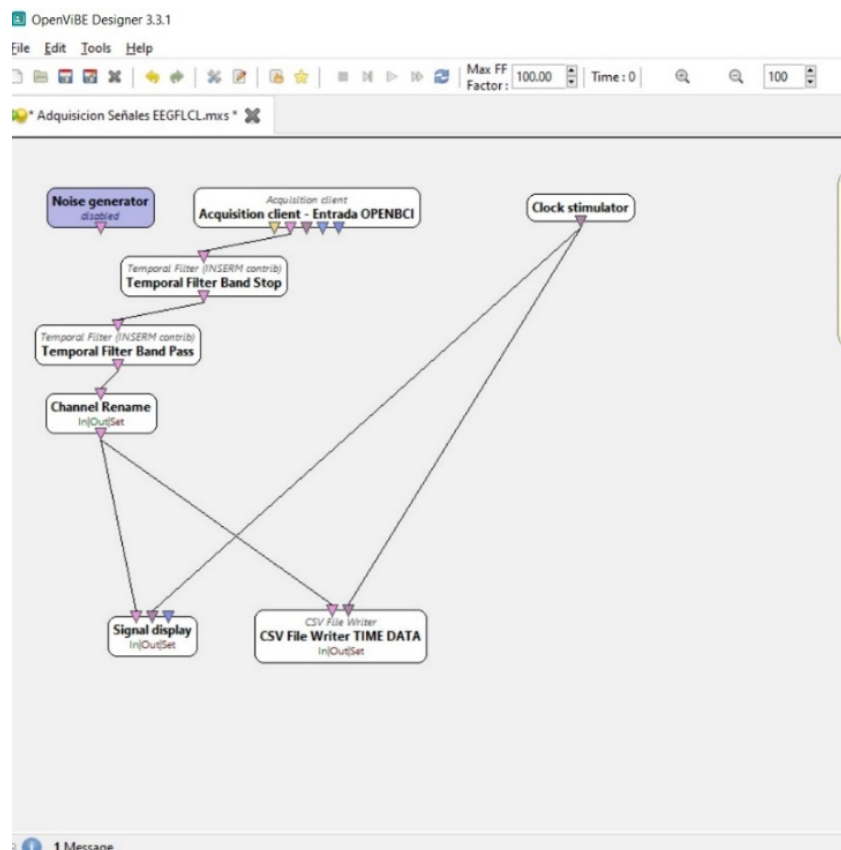 OpenViBE Designer 3.3.1
File Edit Tools Help
Max FF Factor: 100.00 Time : 0 100
* Adquisicion Señales EEGFLCL.mxs *
Noise generator
disabled
Acquisition client
Acquisition client - Entrada OPENBCI
Clock stimulator
Temporal Filter (INSERM contrib)
Temporal Filter Band Stop
Temporal Filter (INSERM contrib)
Temporal Filter Band Pass
Channel Rename
In|Out|Set
Signal display
In|Out|Set
CSV File Writer
CSV File Writer TIME DATA
In|Out|Set
1 Message